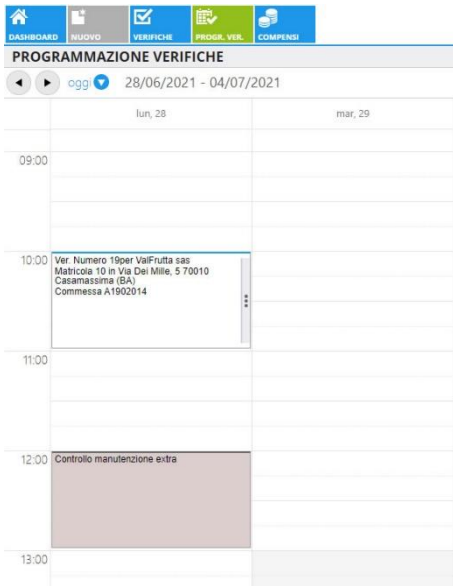 DASHBOARD NUOVO VERIFICHE PROGR. VER. COMPENSI
PROGRAMMAZIONE VERIFICHE
oggi 28/06/2021 - 04/07/2021
lun, 28 mar, 29
09:00
10:00 Ver. Numero 19per ValFrutta sas
Matricola 10 in Via Dei Mille, 5 70010
Casamassima (BA)
Commessa A1902014
11:00
12:00 Controllo manutenzione extra
13:00